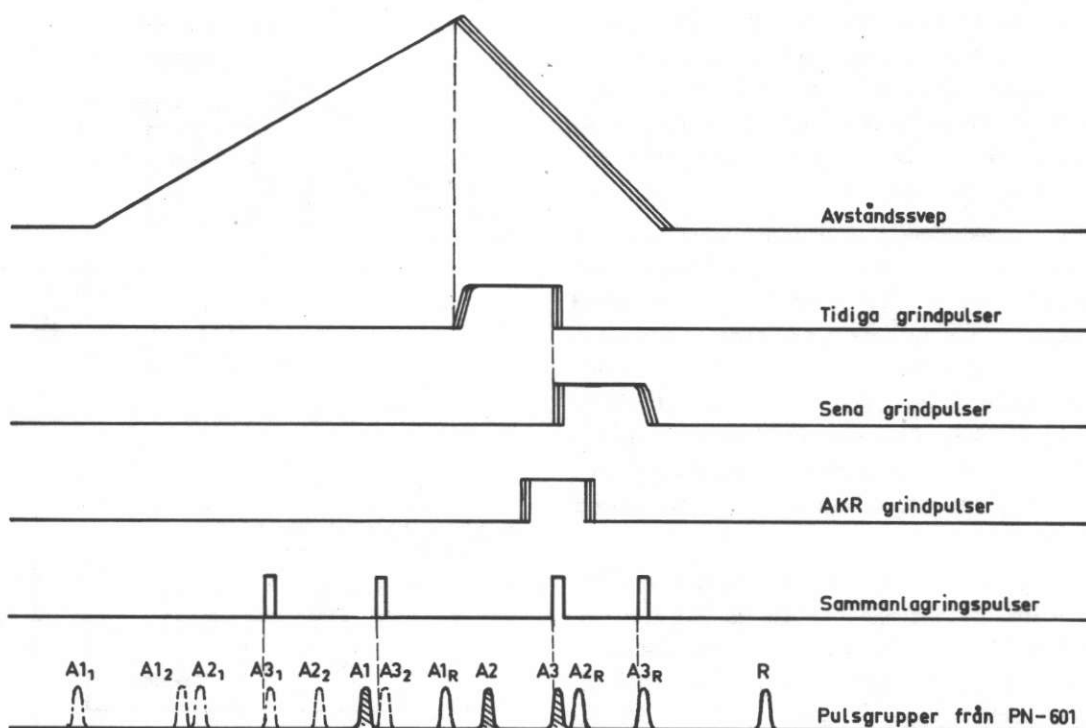 Avståndssvep
Tidiga grindpulser
Sena grindpulser
AKR grindpulser
Sammanlagringspulser
A1₁ A1₂ A2₁ A3₁ A2₂ A1 A3₂ A1R A2 A3 A2R A3R R
Pulsgrupper från PN-601